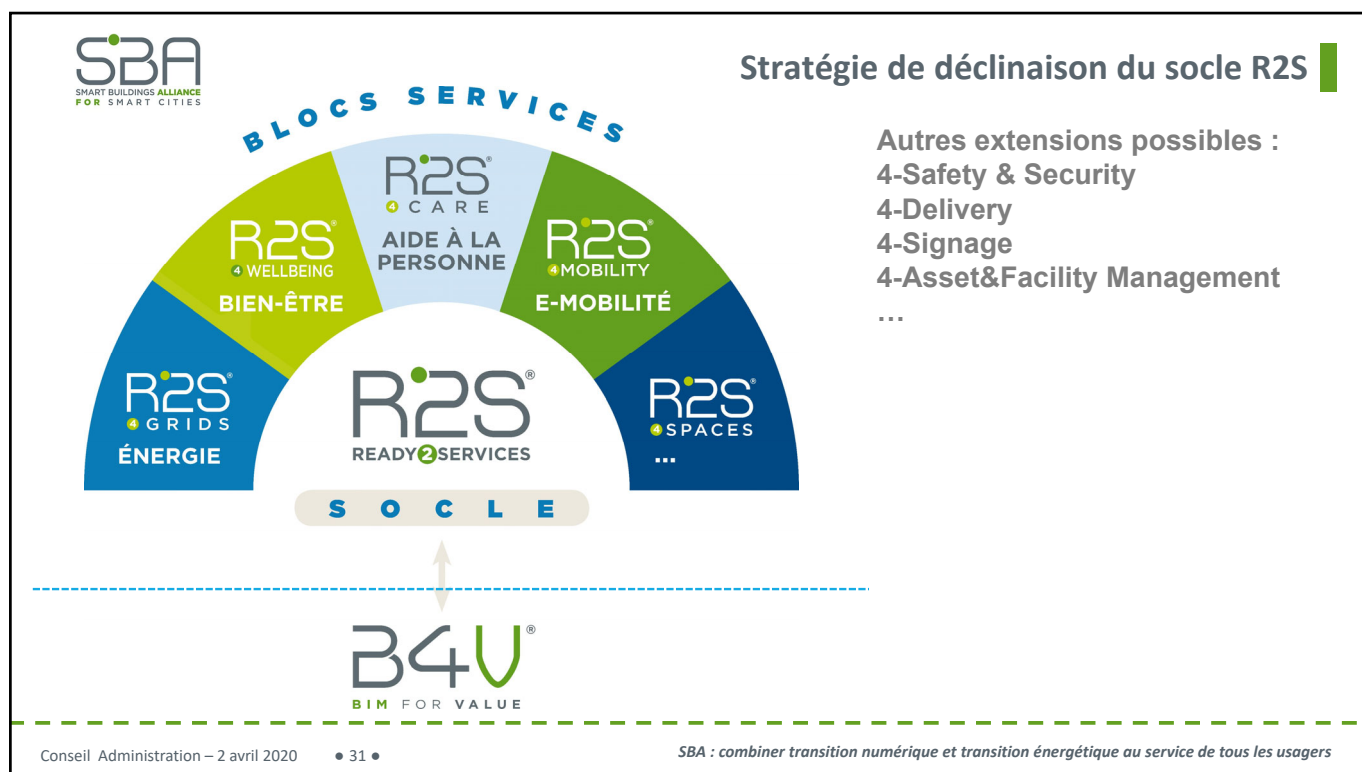 SBA
SMART BUILDINGS ALLIANCE
FOR SMART CITIES
Stratégie de déclinaison du socle R2S
BLOCS SERVICES
R2S®
4 GRIDS
ÉNERGIE
R2S®
4 WELLBEING
BIEN-ÊTRE
R2S®
4 CARE
AIDE À LA
PERSONNE
R2S®
4 MOBILITY
E-MOBILITÉ
R2S®
4 SPACES
...
R2S®
READY2SERVICES
SOCLE
B4V®
BIM FOR VALUE
Autres extensions possibles :
4-Safety & Security
4-Delivery
4-Signage
4-Asset&Facility Management
…
Conseil Administration – 2 avril 2020 ● 31 ●
SBA : combiner transition numérique et transition énergétique au service de tous les usagers